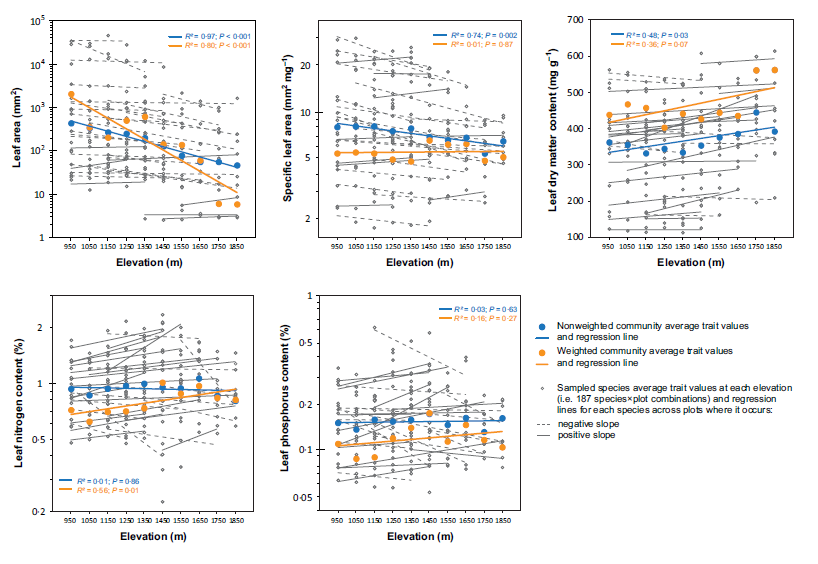 Leaf area (mm²)
10⁵
10⁴
10³
10²
10
1
R² = 0·97; P < 0·001
R² = 0·80; P < 0·001
950 1050 1150 1250 1350 1450 1550 1650 1750 1850
Elevation (m)
Specific leaf area (mm² mg⁻¹)
20
10
5
2
R² = 0·74; P = 0·002
R² = 0·01; P = 0·87
950 1050 1150 1250 1350 1450 1550 1650 1750 1850
Elevation (m)
Leaf dry matter content (mg g⁻¹)
700
600
500
400
300
200
100
R² = 0·48; P = 0·03
R² = 0·36; P = 0·07
950 1050 1150 1250 1350 1450 1550 1650 1750 1850
Elevation (m)
Leaf nitrogen content (%)
2
1
0·5
0·2
R² = 0·01; P = 0·86
R² = 0·56; P = 0·01
950 1050 1150 1250 1350 1450 1550 1650 1750 1850
Elevation (m)
Leaf phosphorus content (%)
1
0·5
0·2
0·1
0·05
R² = 0·03; P = 0·63
R² = 0·16; P = 0·27
950 1050 1150 1250 1350 1450 1550 1650 1750 1850
Elevation (m)
Nonweighted community average trait values
and regression line
Weighted community average trait values
and regression line
Sampled species average trait values at each elevation
(i.e. 187 species×plot combinations) and regression
lines for each species across plots where it occurs:
negative slope
positive slope